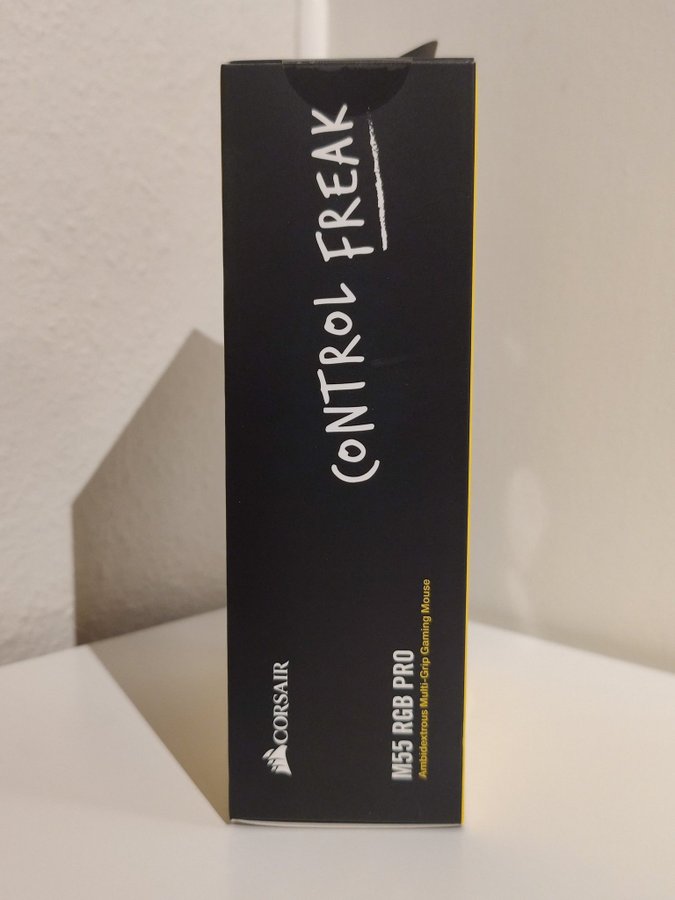 CONTROL FREAK
CORSAIR
M55 RGB PRO
Ambidextrous Multi-Grip Gaming Mouse